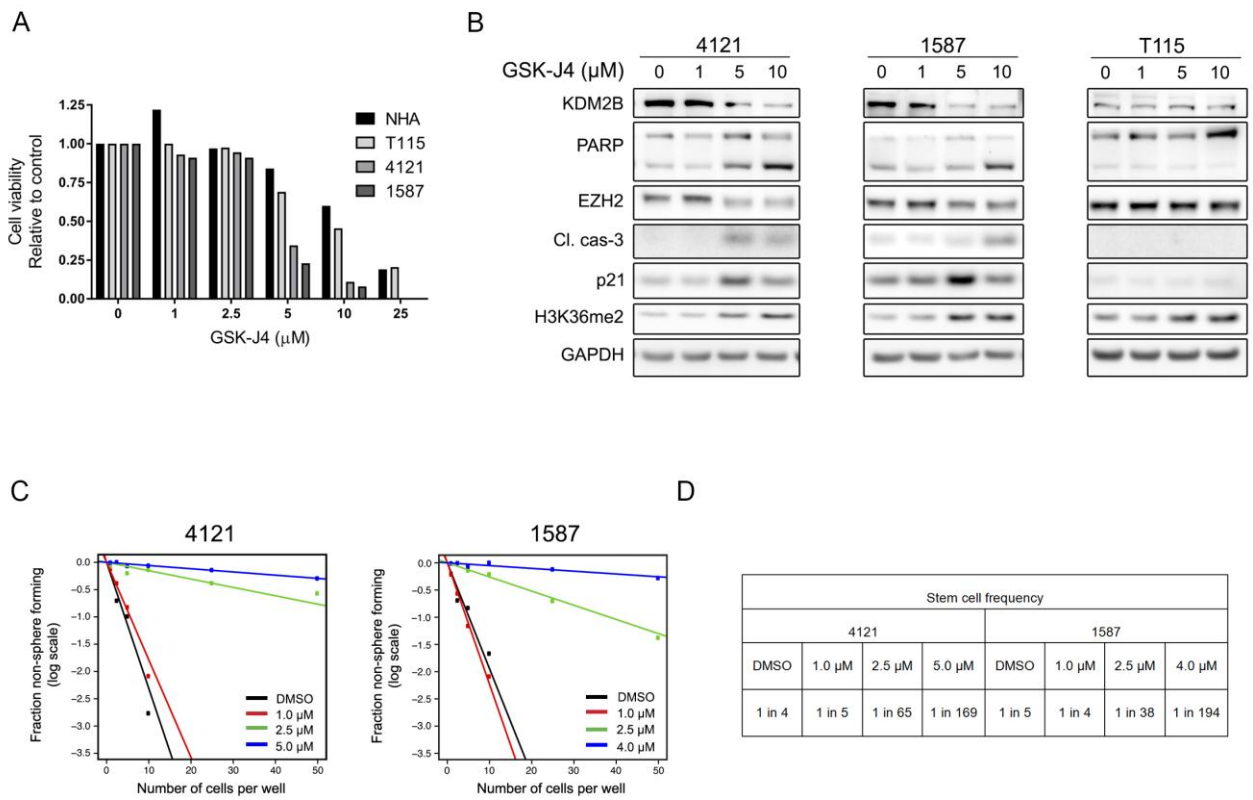 A
1.25
1.00
0.75
0.50
0.25
0.00
Cell viability
Relative to control
NHA
T115
4121
1587
0 1 2.5 5 10 25
GSK-J4 (μM)
B
4121 1587 T115
GSK-J4 (μM) 0 1 5 10 0 1 5 10 0 1 5 10
KDM2B
PARP
EZH2
Cl. cas-3
p21
H3K36me2
GAPDH
C
4121
0.0
−0.5
−1.0
−1.5
−2.0
−2.5
−3.0
−3.5
Fraction non-sphere forming
(log scale)
DMSO
1.0 μM
2.5 μM
5.0 μM
0 10 20 30 40 50
Number of cells per well
1587
0.0
−0.5
−1.0
−1.5
−2.0
−2.5
−3.0
−3.5
Fraction non-sphere forming
(log scale)
DMSO
1.0 μM
2.5 μM
4.0 μM
0 10 20 30 40 50
Number of cells per well
D
Stem cell frequency
4121 1587
DMSO 1.0 μM 2.5 μM 5.0 μM DMSO 1.0 μM 2.5 μM 4.0 μM
1 in 4 1 in 5 1 in 65 1 in 169 1 in 5 1 in 4 1 in 38 1 in 194